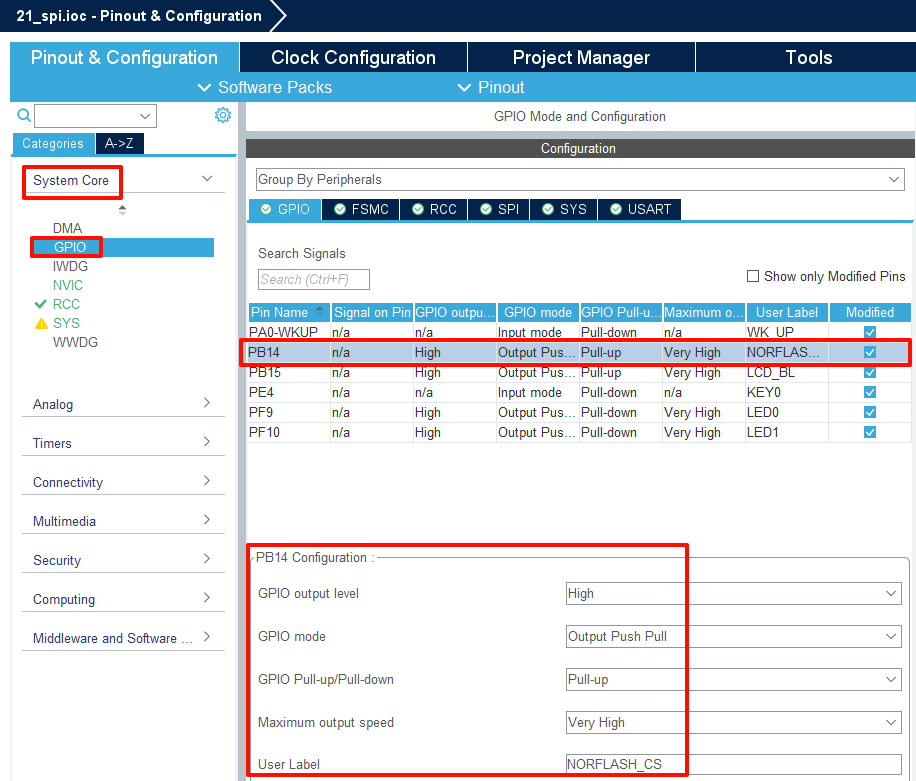 21_spi.ioc - Pinout & Configuration
Pinout & Configuration Clock Configuration Project Manager Tools
Software Packs Pinout
GPIO Mode and Configuration
Categories A->Z
Configuration
System Core
Group By Peripherals
GPIO FSMC RCC SPI SYS USART
DMA
GPIO
IWDG
NVIC
RCC
SYS
WWDG
Analog
Timers
Connectivity
Multimedia
Security
Computing
Middleware and Software ...
Search Signals
Search (Ctrl+F) Show only Modified Pins
Pin Name Signal on Pin GPIO outpu... GPIO mode GPIO Pull-u... Maximum o... User Label Modified
PA0-WKUP n/a n/a Input mode Pull-down n/a WK_UP
PB14 n/a High Output Pus... Pull-up Very High NORFLAS...
PB15 n/a High Output Pus... Pull-up Very High LCD_BL
PE4 n/a n/a Input mode Pull-down n/a KEY0
PF9 n/a High Output Pus... Pull-down Very High LED0
PF10 n/a High Output Pus... Pull-down Very High LED1
PB14 Configuration :
GPIO output level High
GPIO mode Output Push Pull
GPIO Pull-up/Pull-down Pull-up
Maximum output speed Very High
User Label NORFLASH_CS